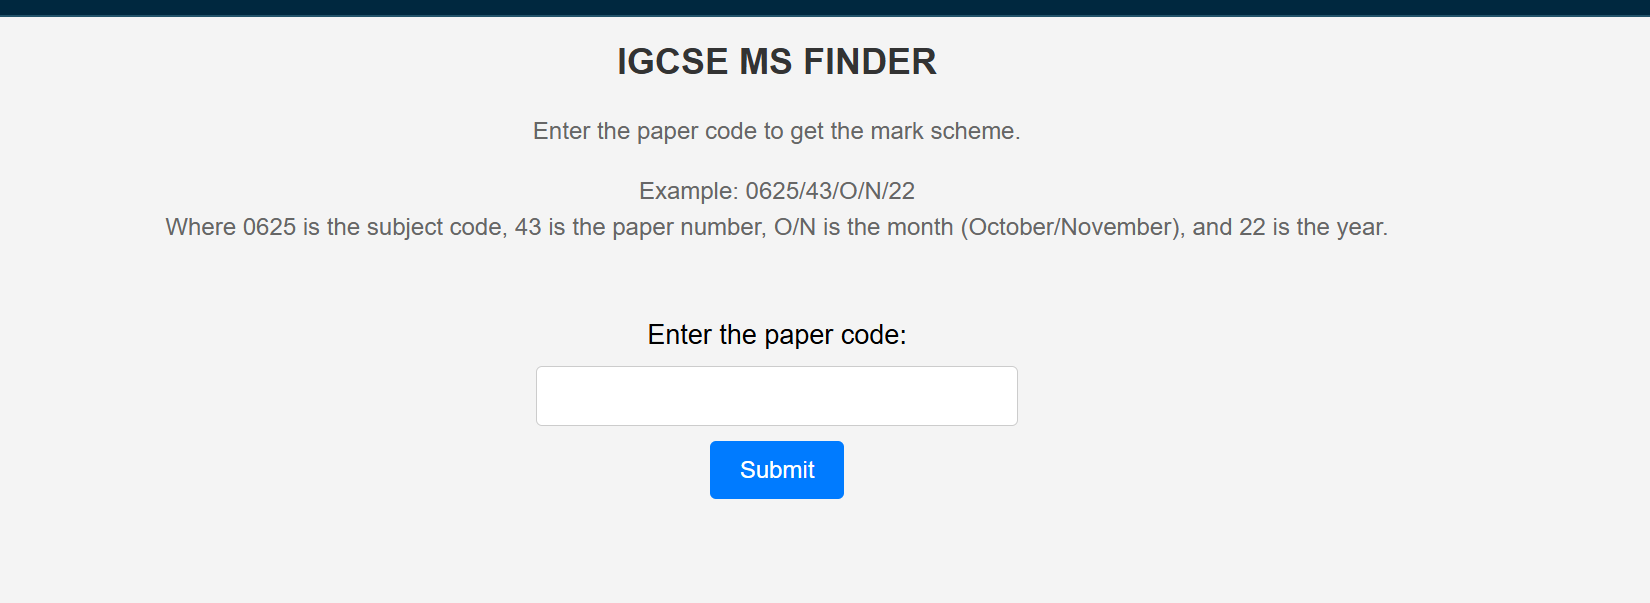 IGCSE MS FINDER
Enter the paper code to get the mark scheme.
Example: 0625/43/O/N/22
Where 0625 is the subject code, 43 is the paper number, O/N is the month (October/November), and 22 is the year.
Enter the paper code:
Submit